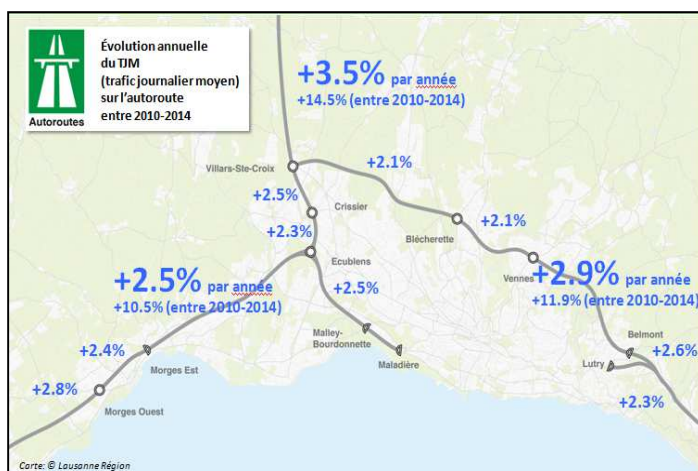 Évolution annuelle
du TJM
(trafic journalier moyen)
sur l'autoroute
entre 2010-2014
Autoroutes
+3.5% par année
+14.5% (entre 2010-2014)
Villars-Ste-Croix
+2.1%
+2.5%
Crissier
+2.3%
Blécherette
+2.1%
Ecublens
Vennes
+2.5% par année
+10.5% (entre 2010-2014)
+2.5%
+2.9% par année
+11.9% (entre 2010-2014)
Malley-
Bourdonnette
Maladière
Belmont
+2.4%
Morges Est
+2.6%
Lutry
+2.8%
Morges Ouest
+2.3%
Carte: © Lausanne Région